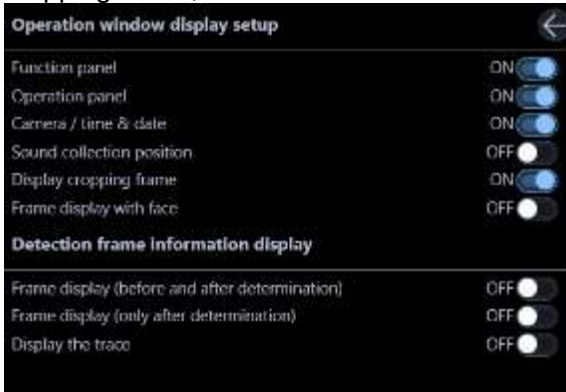 Operation window display setup
Function panel ON
Operation panel ON
Camera / time & date ON
Sound collection position OFF
Display cropping frame ON
Frame display with face OFF
Detection frame information display
Frame display (before and after determination) OFF
Frame display (only after determination) OFF
Display the trace OFF